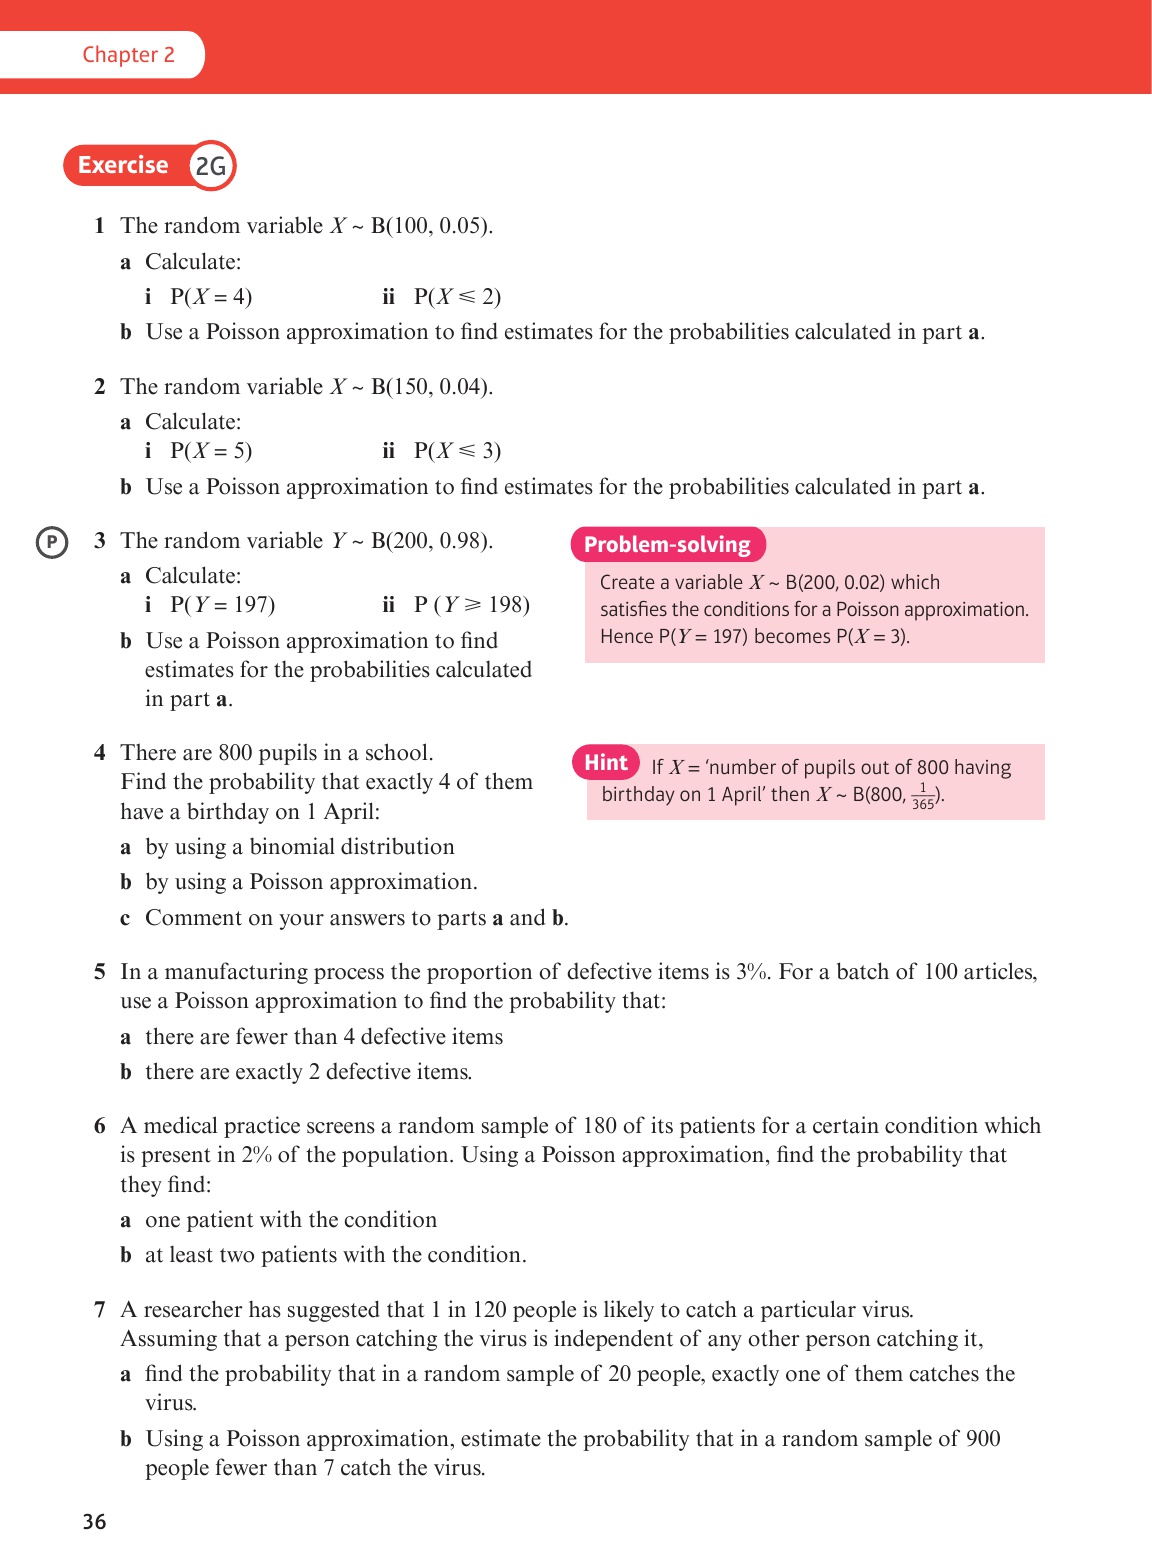 Chapter 2
Exercise 2G
1 The random variable X ~ B(100, 0.05).
a Calculate:
i P(X = 4) ii P(X ⩽ 2)
b Use a Poisson approximation to find estimates for the probabilities calculated in part a.
2 The random variable X ~ B(150, 0.04).
a Calculate:
i P(X = 5) ii P(X ⩽ 3)
b Use a Poisson approximation to find estimates for the probabilities calculated in part a.
P 3 The random variable Y ~ B(200, 0.98).
a Calculate:
i P(Y = 197) ii P (Y ⩾ 198)
b Use a Poisson approximation to find
estimates for the probabilities calculated
in part a.
Problem-solving
Create a variable X ~ B(200, 0.02) which
satisfies the conditions for a Poisson approximation.
Hence P(Y = 197) becomes P(X = 3).
4 There are 800 pupils in a school.
Find the probability that exactly 4 of them
have a birthday on 1 April:
Hint If X = ‘number of pupils out of 800 having
birthday on 1 April’ then X ~ B(800, 1/365).
a by using a binomial distribution
b by using a Poisson approximation.
c Comment on your answers to parts a and b.
5 In a manufacturing process the proportion of defective items is 3%. For a batch of 100 articles,
use a Poisson approximation to find the probability that:
a there are fewer than 4 defective items
b there are exactly 2 defective items.
6 A medical practice screens a random sample of 180 of its patients for a certain condition which
is present in 2% of the population. Using a Poisson approximation, find the probability that
they find:
a one patient with the condition
b at least two patients with the condition.
7 A researcher has suggested that 1 in 120 people is likely to catch a particular virus.
Assuming that a person catching the virus is independent of any other person catching it,
a find the probability that in a random sample of 20 people, exactly one of them catches the
virus.
b Using a Poisson approximation, estimate the probability that in a random sample of 900
people fewer than 7 catch the virus.
36